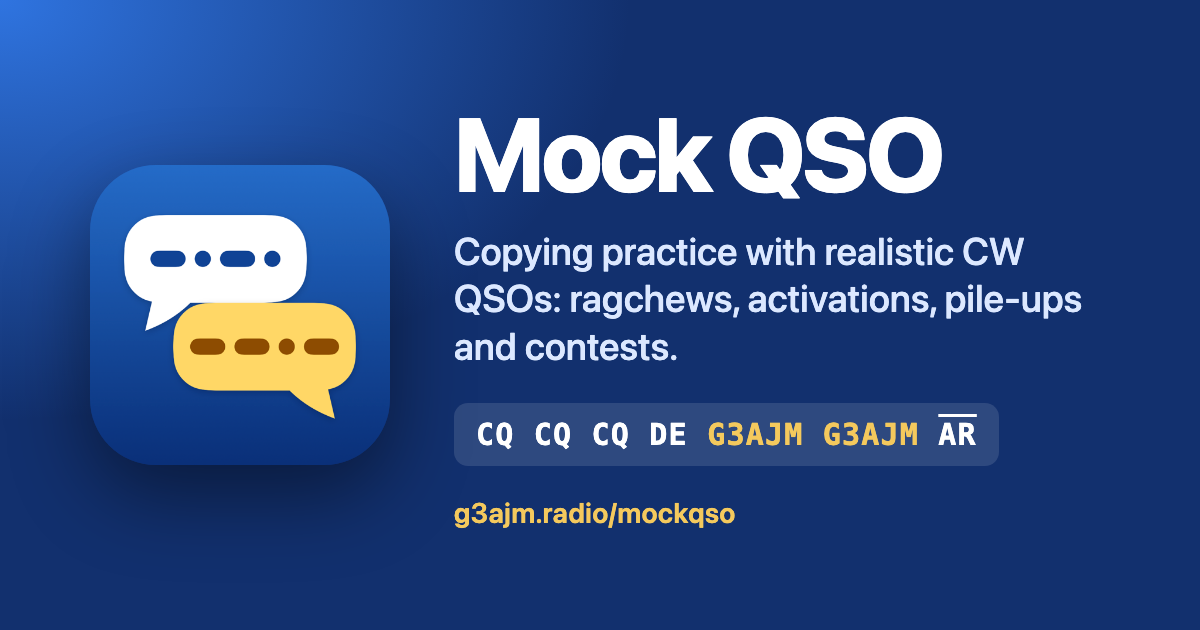 Mock QSO
Copying practice with realistic CW
QSOs: ragchews, activations, pile-ups
and contests.
CQ CQ CQ DE G3AJM G3AJM AR
g3ajm.radio/mockqso